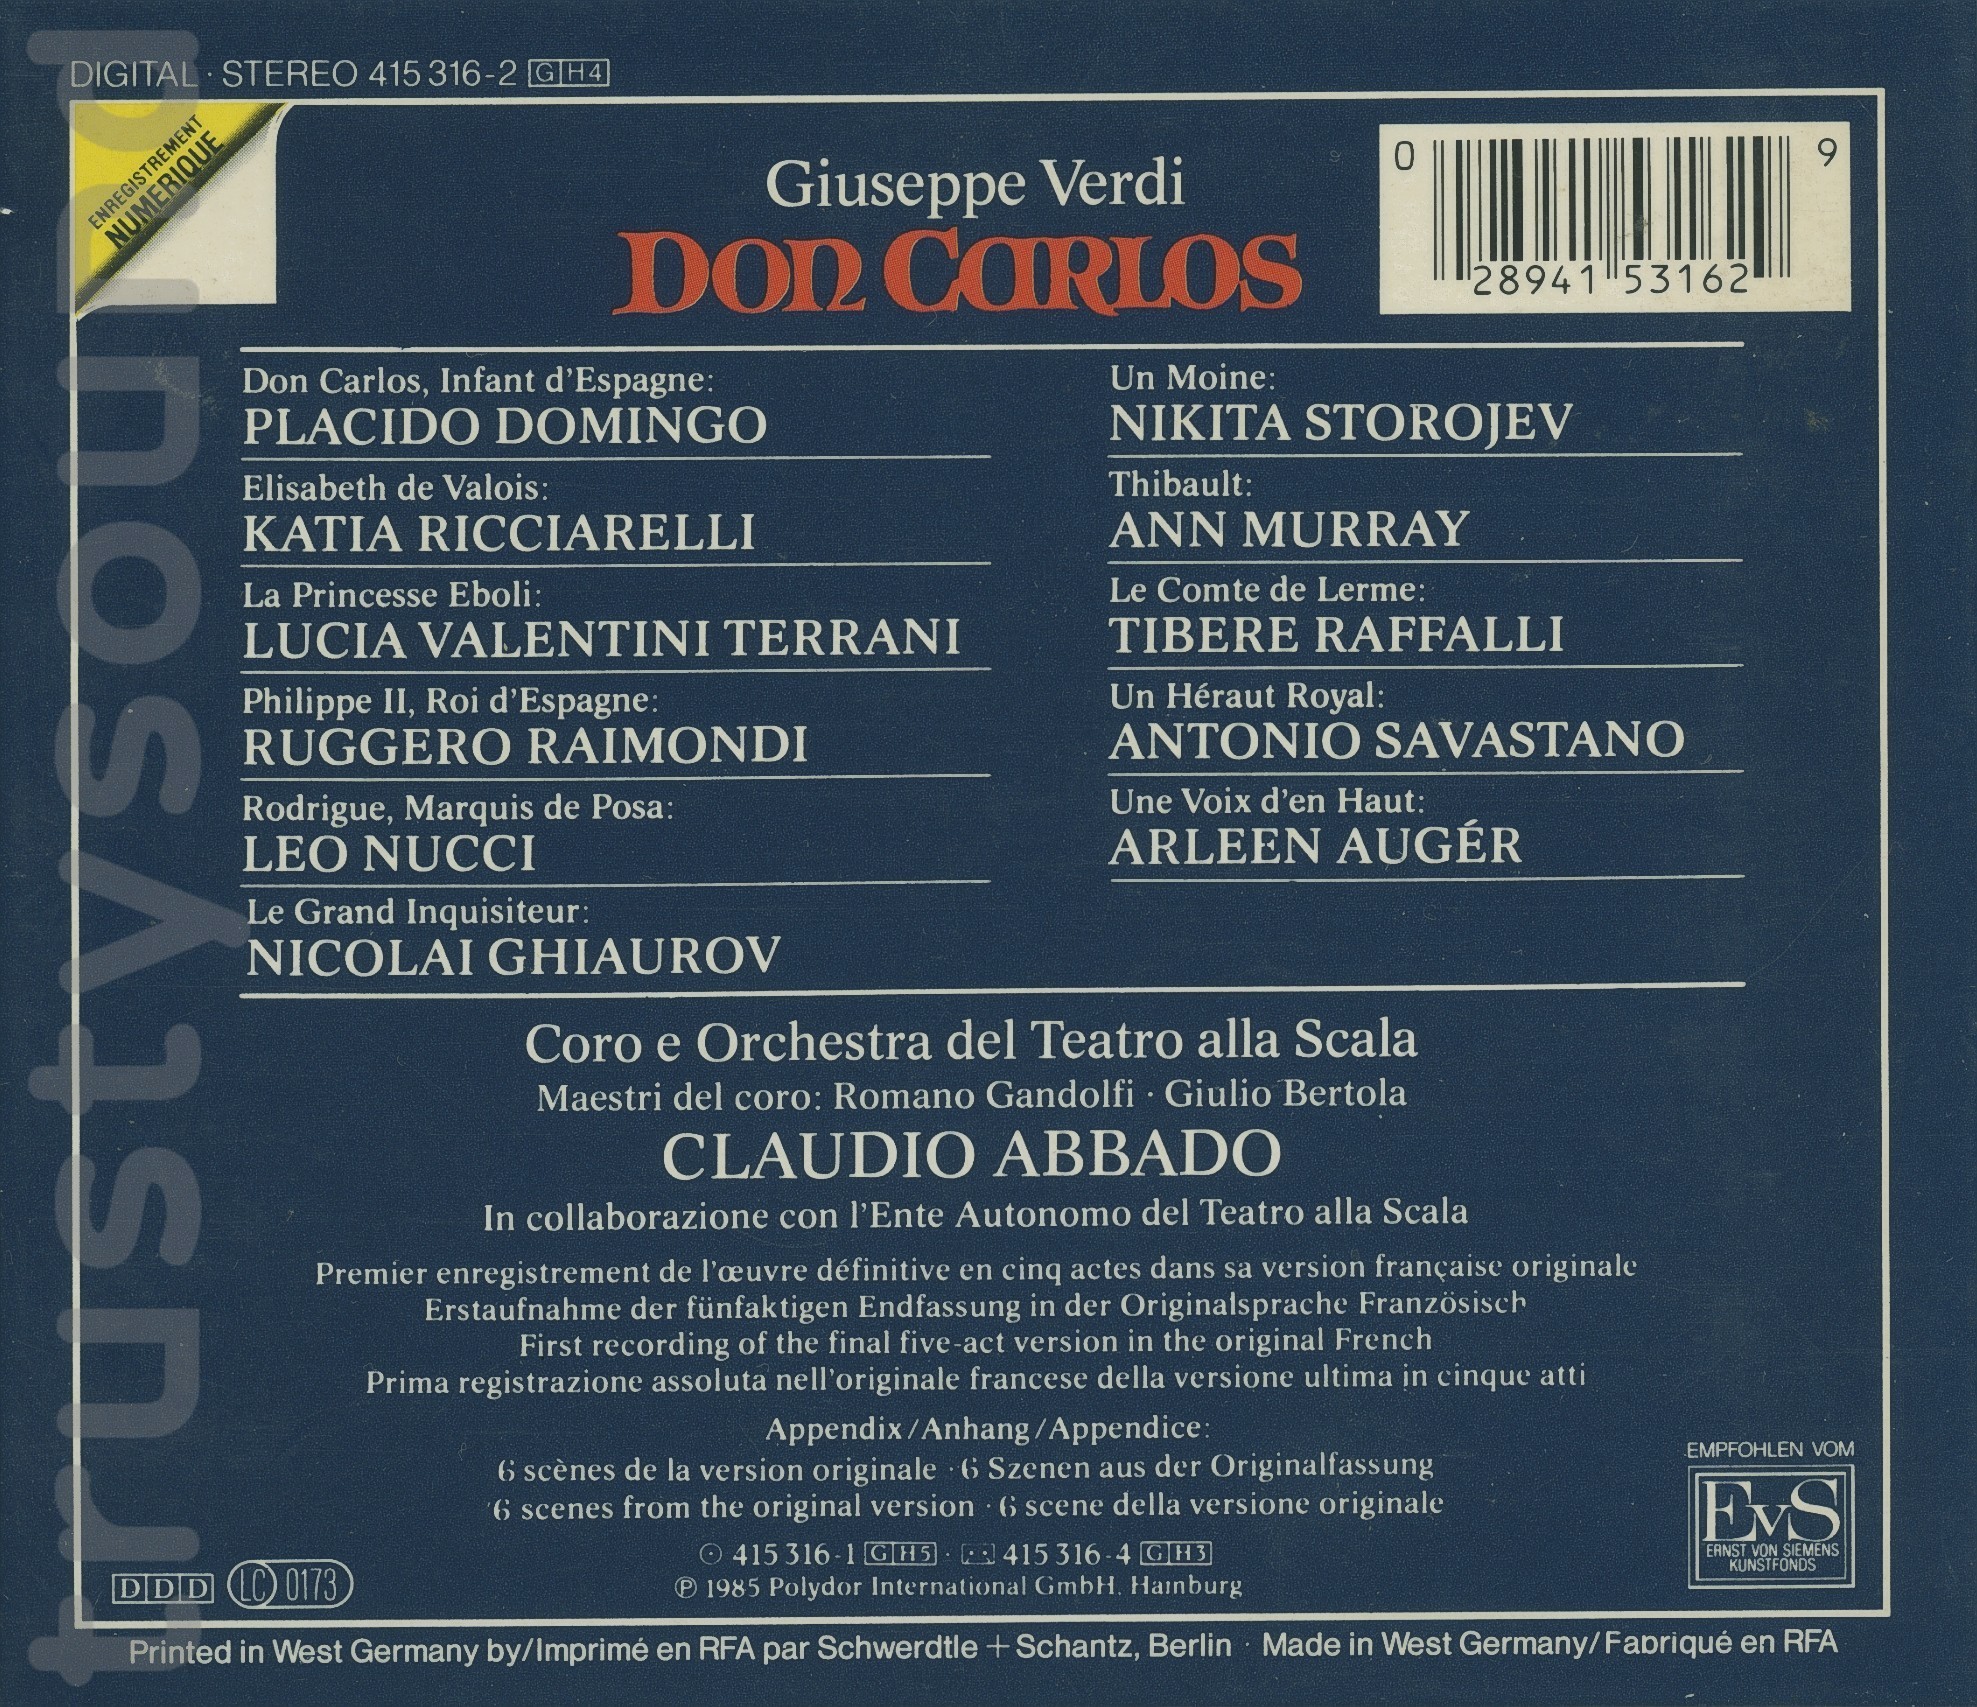 DIGITAL · STEREO 415 316-2 GH4
ENREGISTREMENT
NUMERIQUE
Giuseppe Verdi
DON CARLOS
0 28941 53162 9
Don Carlos, Infant d'Espagne:
PLACIDO DOMINGO
Elisabeth de Valois:
KATIA RICCIARELLI
La Princesse Eboli:
LUCIA VALENTINI TERRANI
Philippe II, Roi d'Espagne:
RUGGERO RAIMONDI
Rodrigue, Marquis de Posa:
LEO NUCCI
Le Grand Inquisiteur:
NICOLAI GHIAUROV
Un Moine:
NIKITA STOROJEV
Thibault:
ANN MURRAY
Le Comte de Lerme:
TIBERE RAFFALLI
Un Héraut Royal:
ANTONIO SAVASTANO
Une Voix d'en Haut:
ARLEEN AUGÉR
Coro e Orchestra del Teatro alla Scala
Maestri del coro: Romano Gandolfi · Giulio Bertola
CLAUDIO ABBADO
In collaborazione con l'Ente Autonomo del Teatro alla Scala
Premier enregistrement de l'œuvre définitive en cinq actes dans sa version française originale
Erstaufnahme der fünfaktigen Endfassung in der Originalsprache Französisch
First recording of the final five-act version in the original French
Prima registrazione assoluta nell'originale francese della versione ultima in cinque atti
Appendix/Anhang/Appendice:
6 scènes de la version originale · 6 Szenen aus der Originalfassung
6 scenes from the original version · 6 scene della versione originale
415 316-1 GH5 · 415 316-4 GH3
℗ 1985 Polydor International GmbH, Hamburg
DDD LC 0173
EMPFOHLEN VOM
EvS
ERNST VON SIEMENS
KUNSTFONDS
Printed in West Germany by/Imprimé en RFA par Schwerdtle + Schantz, Berlin · Made in West Germany/Fabriqué en RFA
trustysound